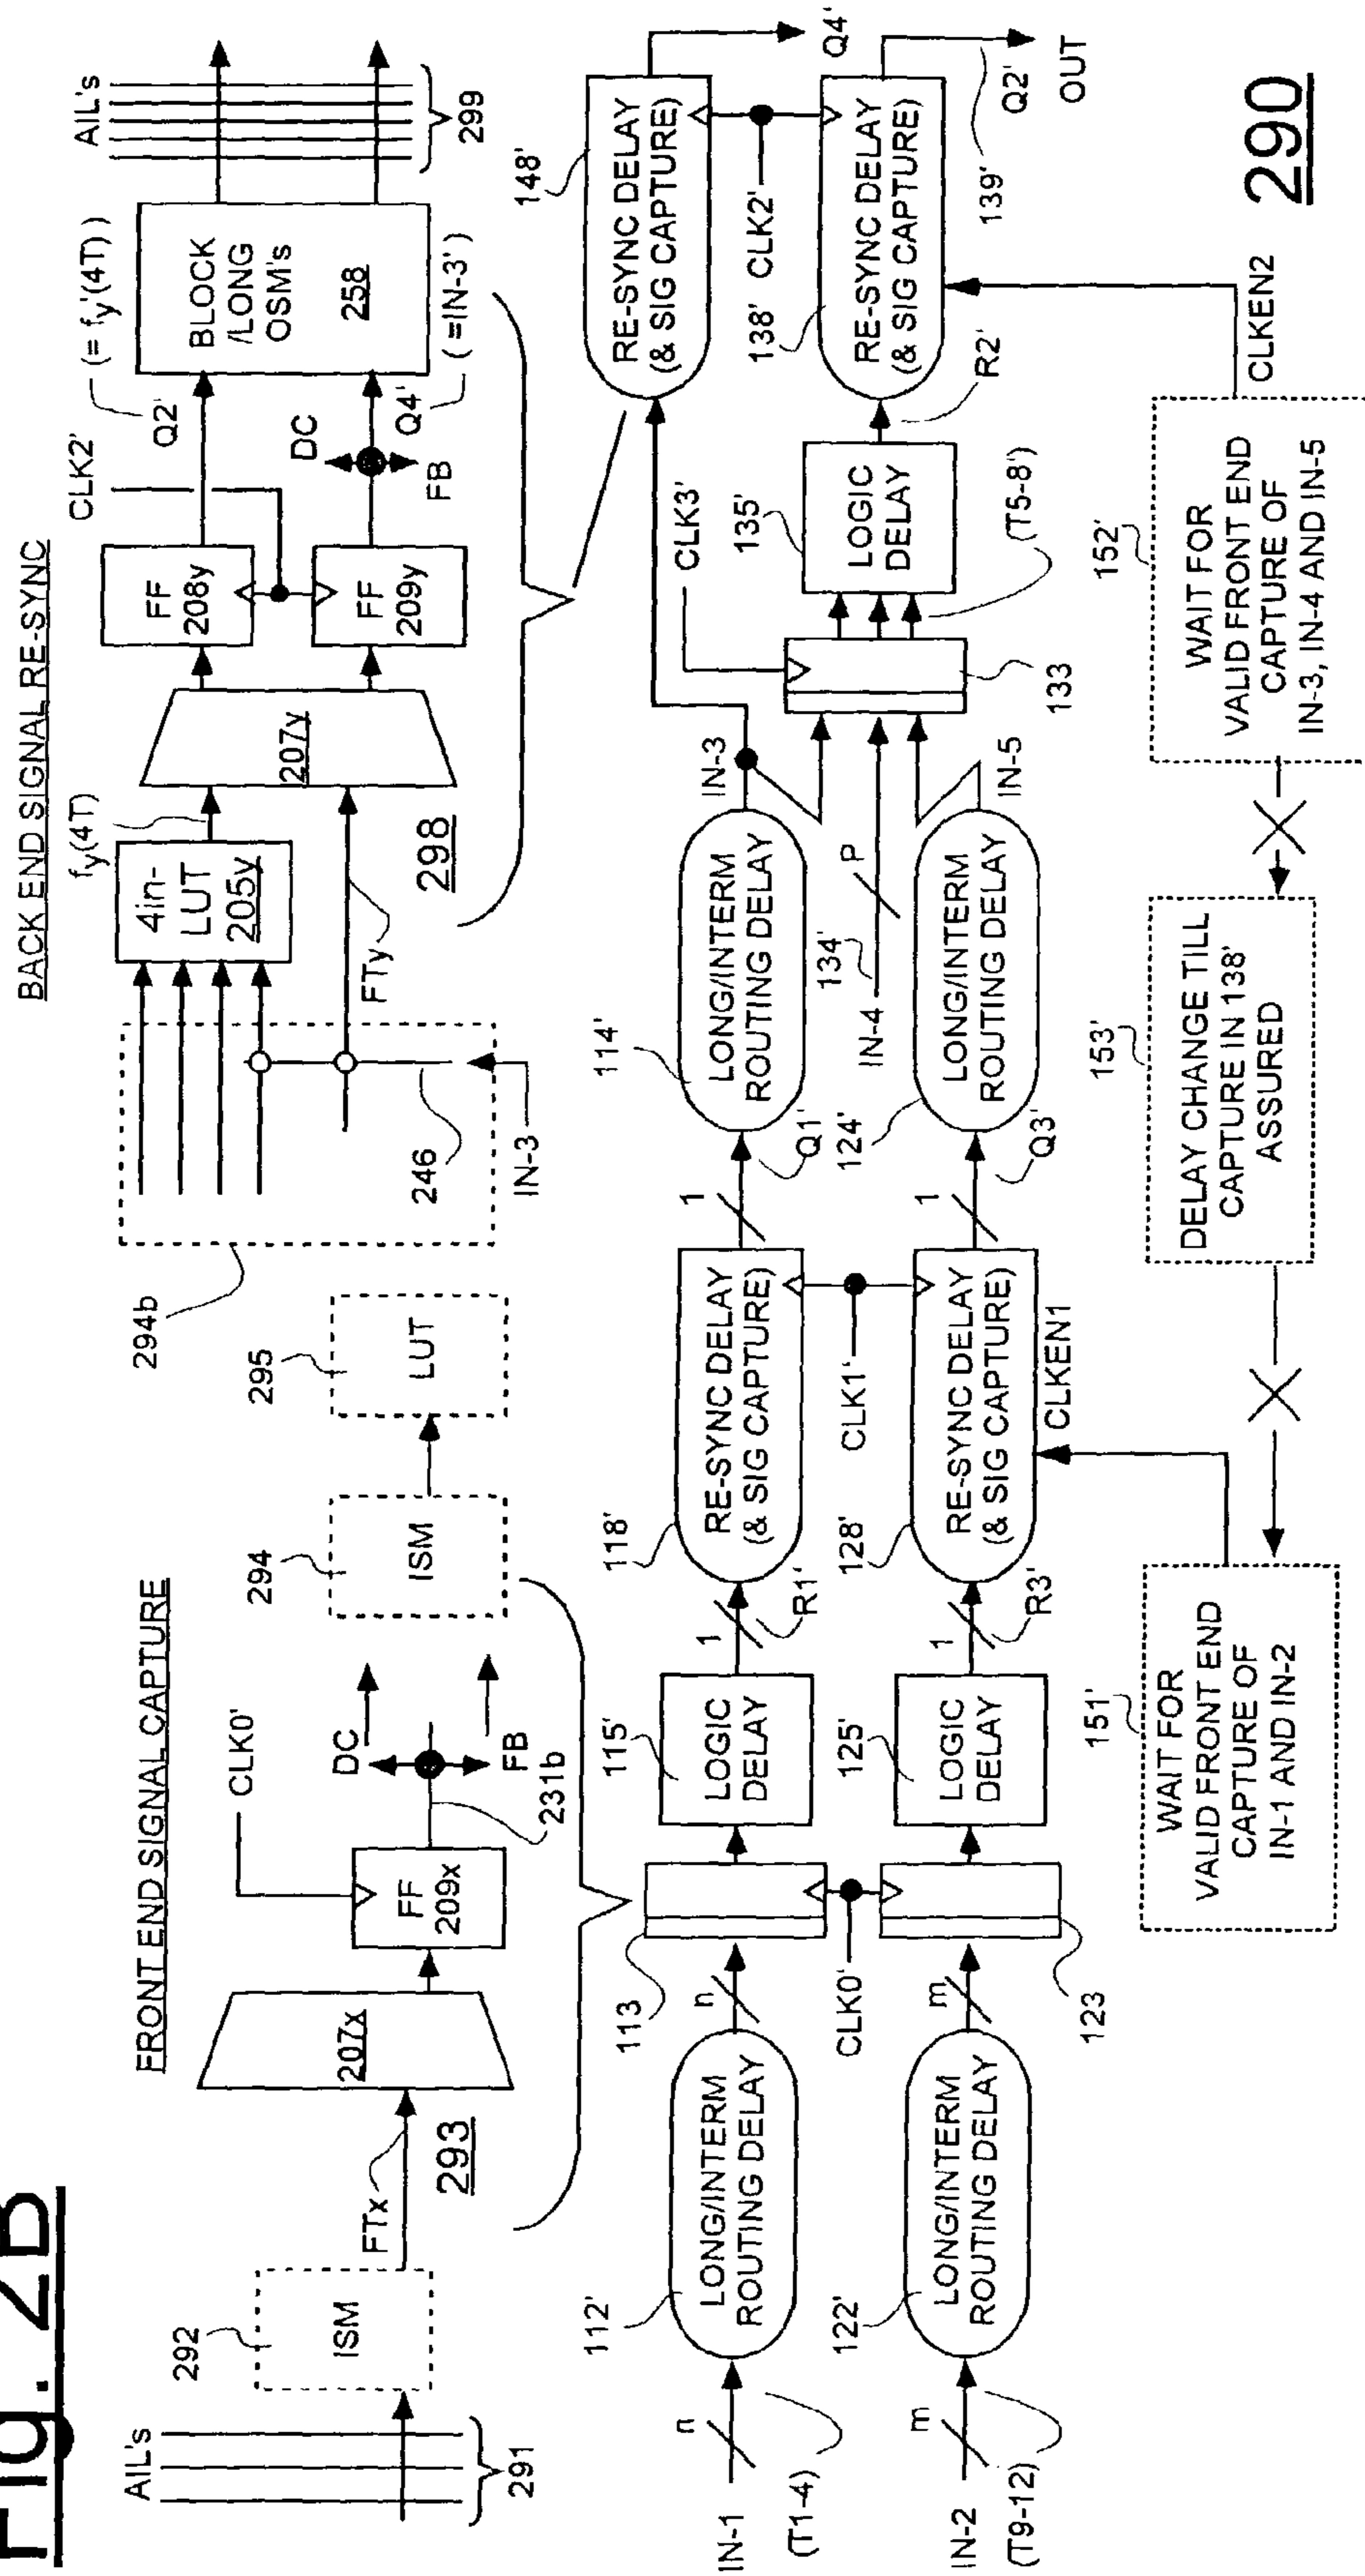 Fig. 2B
FRONT END SIGNAL CAPTURE
BACK END SIGNAL RE-SYNC
AIL's
291
292
ISM
FTx
293
207x
CLK0'
FF
209x
DC
FB
231b
294
ISM
295
LUT
294b
246
IN-3
4in-
LUT
205y
fy(4T)
FTy
298
207y
FF
208y
FF
209y
CLK2'
Q2'
(= fy'(4T) )
DC
FB
Q4'
( =IN-3' )
BLOCK
/LONG
OSM's
258
AIL's
299
IN-1
n
(T1-4)
112'
LONG/INTERM
ROUTING DELAY
n
113
115'
LOGIC
DELAY
1
R1'
118'
RE-SYNC DELAY
(& SIG CAPTURE)
1
Q1'
114'
LONG/INTERM
ROUTING DELAY
IN-3
148'
RE-SYNC DELAY
(& SIG CAPTURE)
Q4'
CLK0'
CLK1'
IN-4
134'
P
CLK3'
133
135'
LOGIC
DELAY
(T5-8')
R2'
CLK2'
138'
RE-SYNC DELAY
(& SIG CAPTURE)
139'
Q2'
OUT
IN-2
m
(T9-12)
122'
LONG/INTERM
ROUTING DELAY
m
123
125'
LOGIC
DELAY
1
R3'
128'
RE-SYNC DELAY
(& SIG CAPTURE)
CLKEN1
1
Q3'
124'
LONG/INTERM
ROUTING DELAY
IN-5
151'
WAIT FOR
VALID FRONT END
CAPTURE OF
IN-1 AND IN-2
153'
DELAY CHANGE TILL
CAPTURE IN 138'
ASSURED
152'
WAIT FOR
VALID FRONT END
CAPTURE OF
IN-3, IN-4 AND IN-5
CLKEN2
290